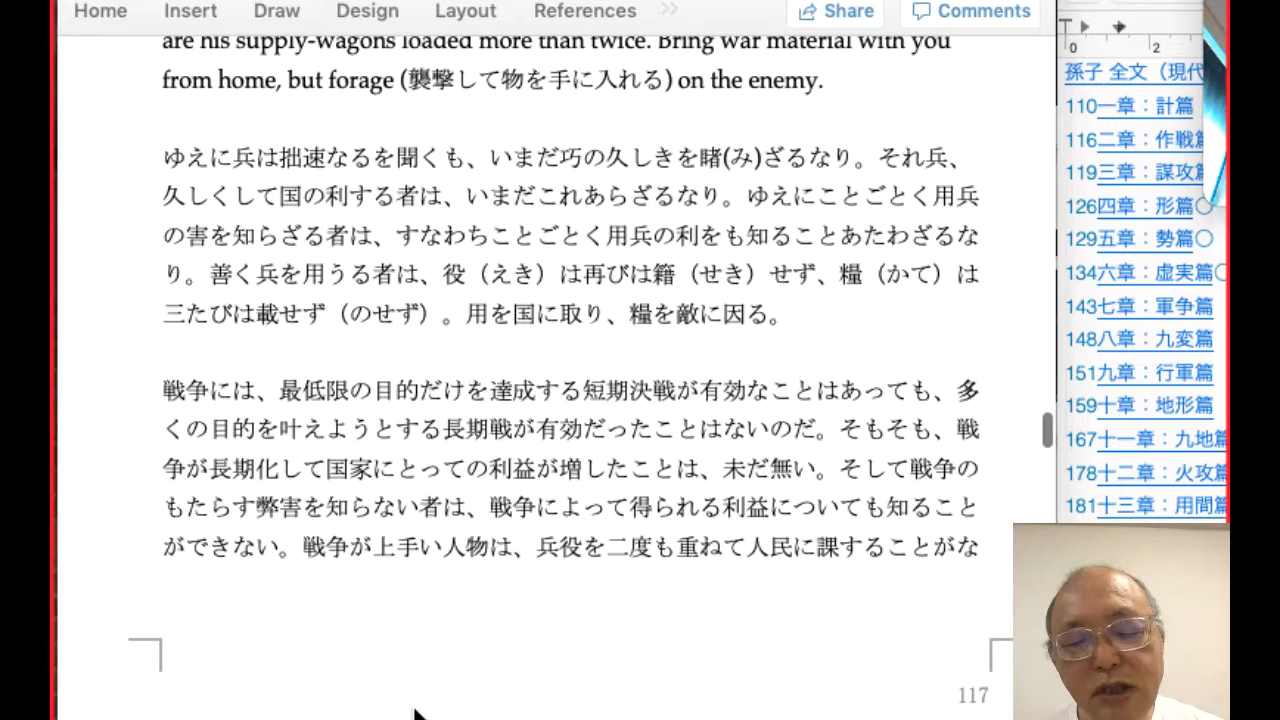 Home Insert Draw Design Layout References Share Comments
are his supply-wagons loaded more than twice. Bring war material with you
from home, but forage (襲撃して物を手に入れる) on the enemy.
ゆえに兵は拙速なるを聞くも、いまだ巧の久しきを睹(み)ざるなり。それ兵、
久しくして国の利する者は、いまだこれあらざるなり。ゆえにことごとく用兵
の害を知らざる者は、すなわちことごとく用兵の利をも知ることあたわざるな
り。善く兵を用うる者は、役（えき）は再びは籍（せき）せず、糧（かて）は
三たびは載せず（のせず）。用を国に取り、糧を敵に因る。
戦争には、最低限の目的だけを達成する短期決戦が有効なことはあっても、多
くの目的を叶えようとする長期戦が有効だったことはないのだ。そもそも、戦
争が長期化して国家にとっての利益が増したことは、未だ無い。そして戦争の
もたらす弊害を知らない者は、戦争によって得られる利益についても知ること
ができない。戦争が上手い人物は、兵役を二度も重ねて人民に課することがな
117
0 2
孫子 全文（現代
110一章：計篇
116二章：作戦篇
119三章：謀攻篇
126四章：形篇○
129五章：勢篇○
134六章：虚実篇○
143七章：軍争篇
148八章：九変篇
151九章：行軍篇
159十章：地形篇
167十一章：九地篇
178十二章：火攻篇
181十三章：用間篇